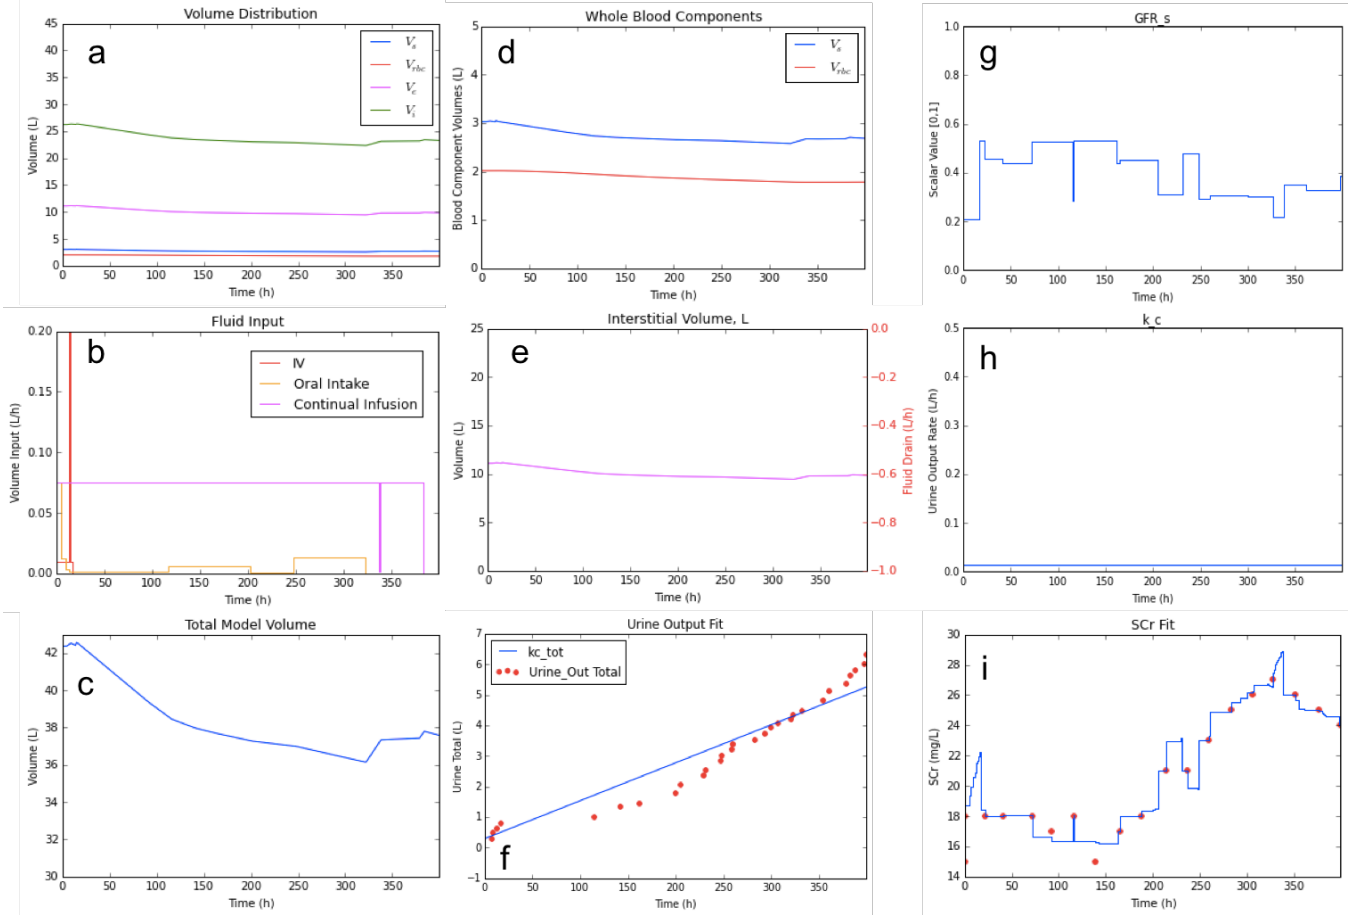 Volume Distribution
a
V_s
V_rbc
V_e
V_i
Volume (L)
45
40
35
30
25
20
15
10
5
0
0 50 100 150 200 250 300 350
Time (h)
Whole Blood Components
d
V_s
V_rbc
Blood Component Volumes (L)
5
4
3
2
1
0
0 50 100 150 200 250 300 350
Time (h)
GFR_s
g
Scalar Value [0,1]
1.0
0.8
0.6
0.4
0.2
0.0
0 50 100 150 200 250 300 350
Time (h)
Fluid Input
b
IV
Oral Intake
Continual Infusion
Volume Input (L/h)
0.20
0.15
0.10
0.05
0.00
0 50 100 150 200 250 300 350 400
Time (h)
Interstitial Volume, L
e
Volume (L)
25
20
15
10
5
0
0 50 100 150 200 250 300 350
Time (h)
Fluid Drain (L/h)
0.0
−0.2
−0.4
−0.6
−0.8
−1.0
k_c
h
Urine Output Rate (L/h)
0.5
0.4
0.3
0.2
0.1
0.0
0 50 100 150 200 250 300 350
Time (h)
Total Model Volume
c
Volume (L)
42
40
38
36
34
32
30
0 50 100 150 200 250 300 350
Time (h)
Urine Output Fit
kc_tot
Urine_Out Total
f
Urine Total (L)
7
6
5
4
3
2
1
0
−1
0 50 100 150 200 250 300 350
Time (h)
SCr Fit
i
SCr (mg/L)
30
28
26
24
22
20
18
16
14
0 50 100 150 200 250 300 350
Time (h)